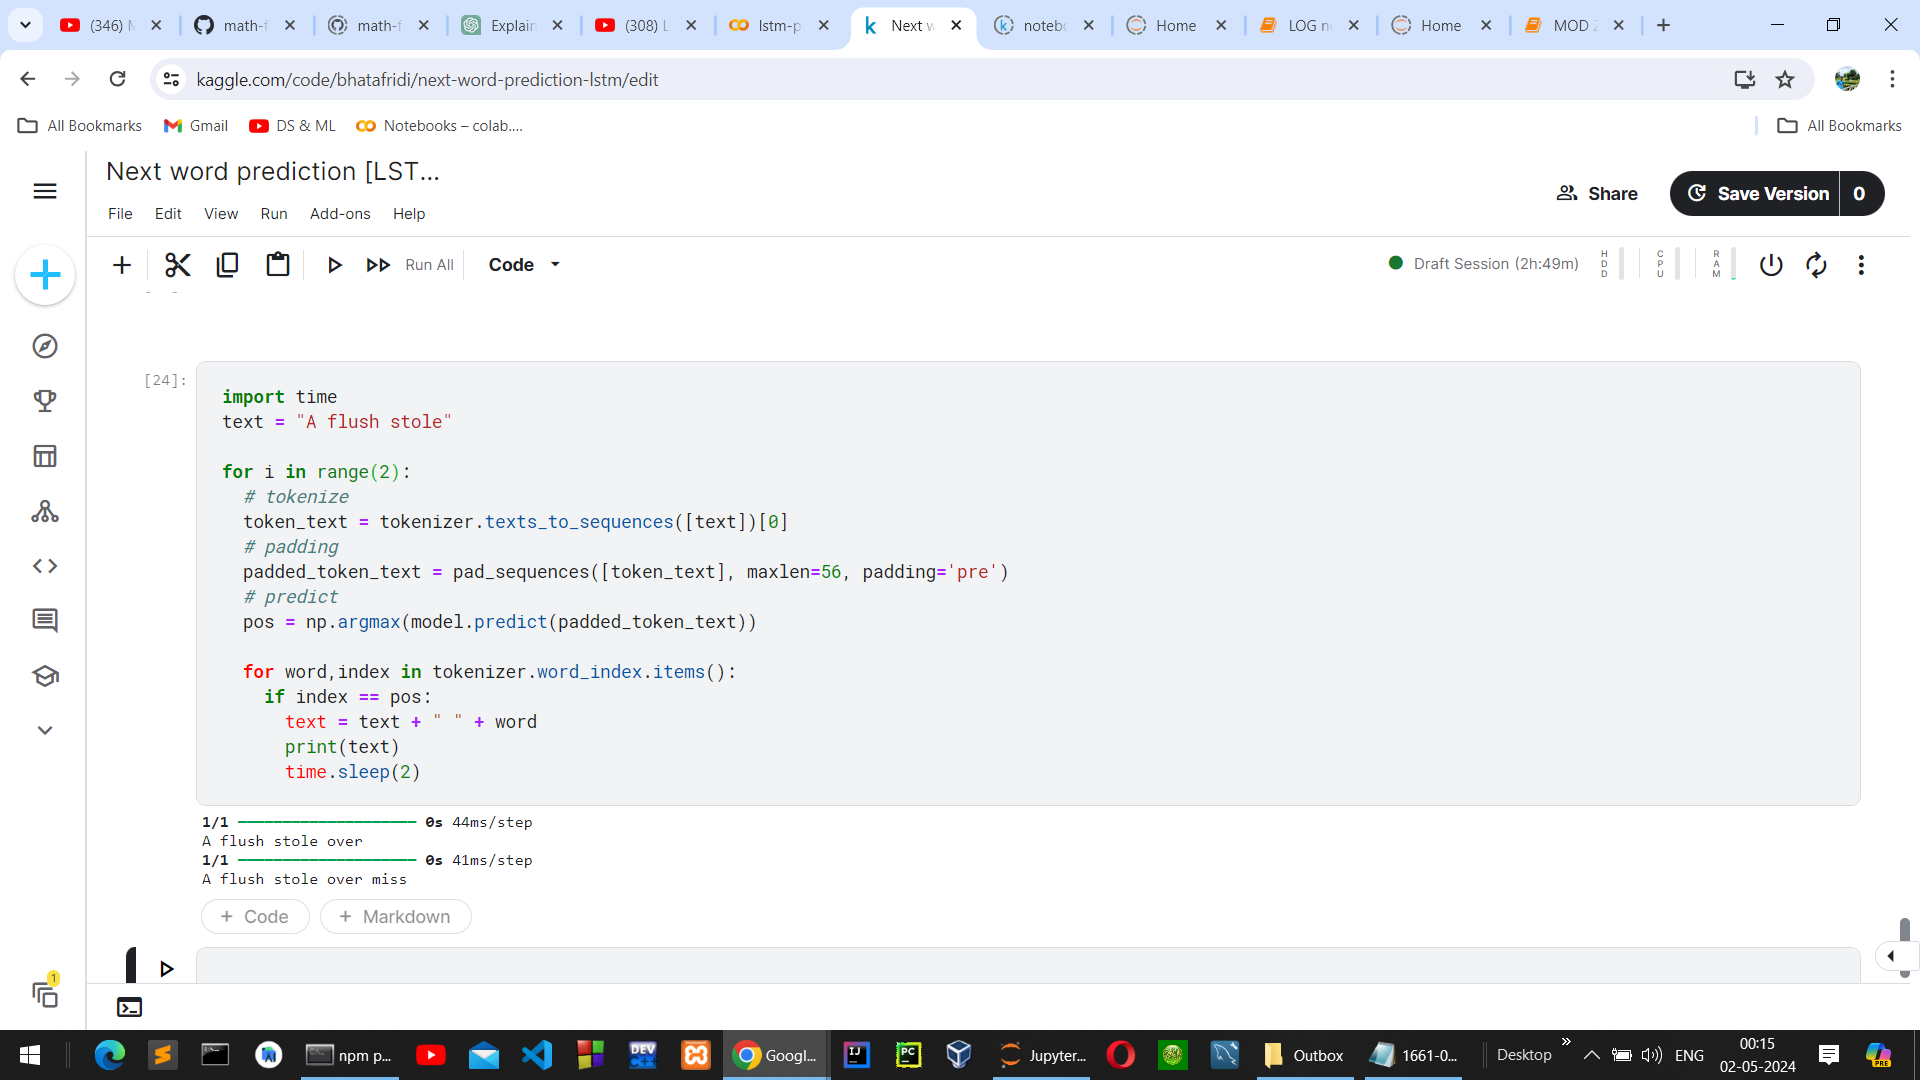 (346) M
math-f
math-f
Explain
(308) L
lstm-p
Next w
notebo
Home
LOG n
Home
MOD 2
kaggle.com/code/bhatafridi/next-word-prediction-lstm/edit
All Bookmarks
Gmail
DS & ML
Notebooks – colab....
All Bookmarks
Next word prediction [LST...
File
Edit
View
Run
Add-ons
Help
Share
Save Version
0
Run All
Code
Draft Session (2h:49m)
HDD
CPU
RAM
[24]:
import time
text = "A flush stole"
for i in range(2):
# tokenize
token_text = tokenizer.texts_to_sequences([text])[0]
# padding
padded_token_text = pad_sequences([token_text], maxlen=56, padding='pre')
# predict
pos = np.argmax(model.predict(padded_token_text))
for word,index in tokenizer.word_index.items():
if index == pos:
text = text + " " + word
print(text)
time.sleep(2)
1/1 ━━━━━━━━━━━━━━━━━━━━ 0s 44ms/step
A flush stole over
1/1 ━━━━━━━━━━━━━━━━━━━━ 0s 41ms/step
A flush stole over miss
+ Code
+ Markdown
1
npm p...
DEV
Googl...
IJ
PC
Jupyter...
Outbox
1661-0...
Desktop
ENG
00:15
02-05-2024
PRE